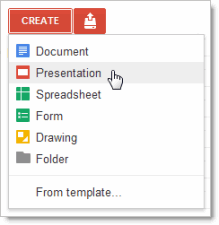 CREATE
Document
Presentation
Spreadsheet
Form
Drawing
Folder
From template...